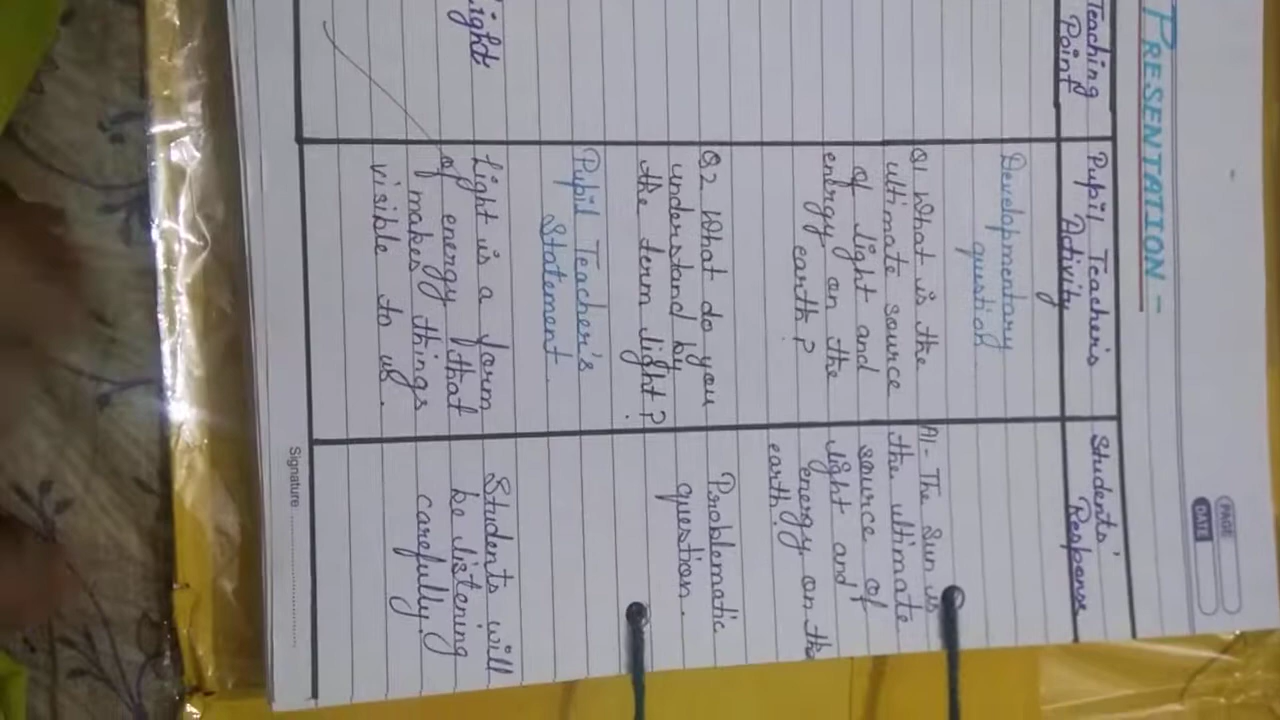 PAGE
DATE
PRESENTATION -
Teaching
Point
Pupil Teacher's
Activity
Students'
Response
Developmentary
question
Q1 What is the
ultimate source
of light and
energy on the
earth?
A1- The Sun is
the ultimate
source of
light and
energy on the
earth.
Q2 What do you
understand by
the term light?
Problematic
question.
Pupil Teacher's
Statement
Light
Light is a form
of energy that
makes things
visible to us.
Students will
be listening
carefully.
Signature